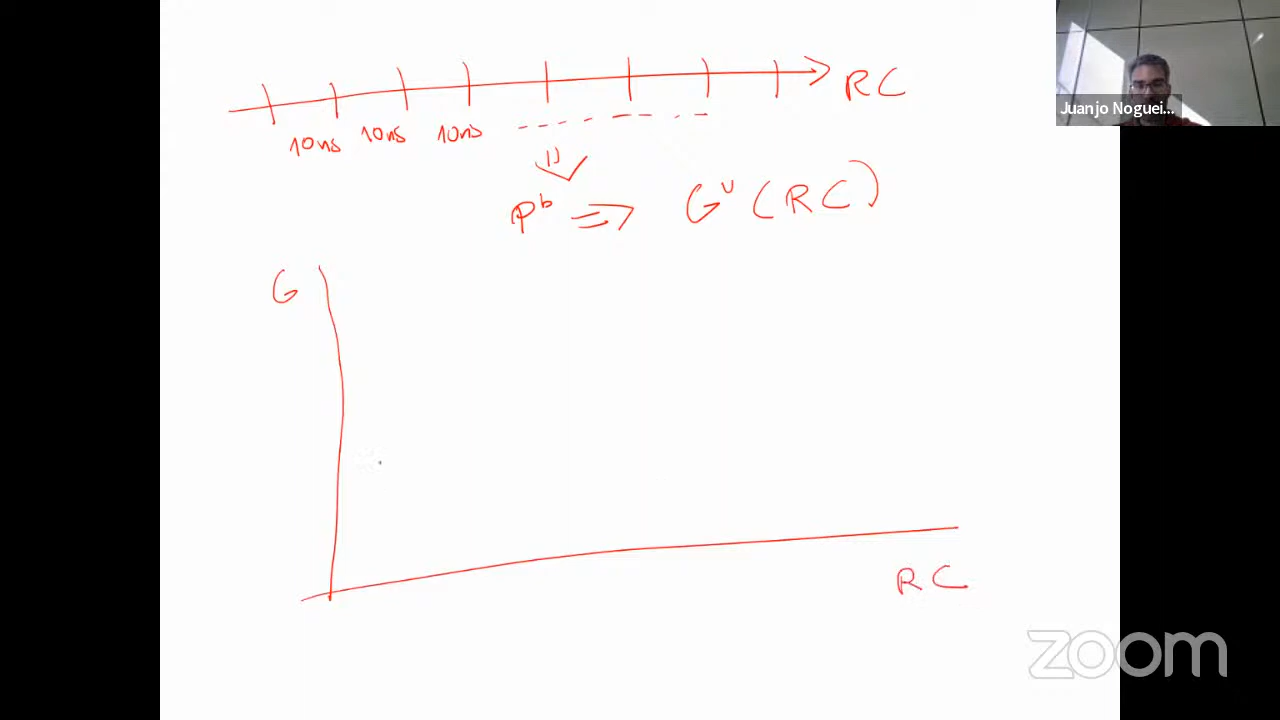 RC
10ns 10ns 10ns
P^b => G^u (RC)
G
RC
Juanjo Noguei...
zoom